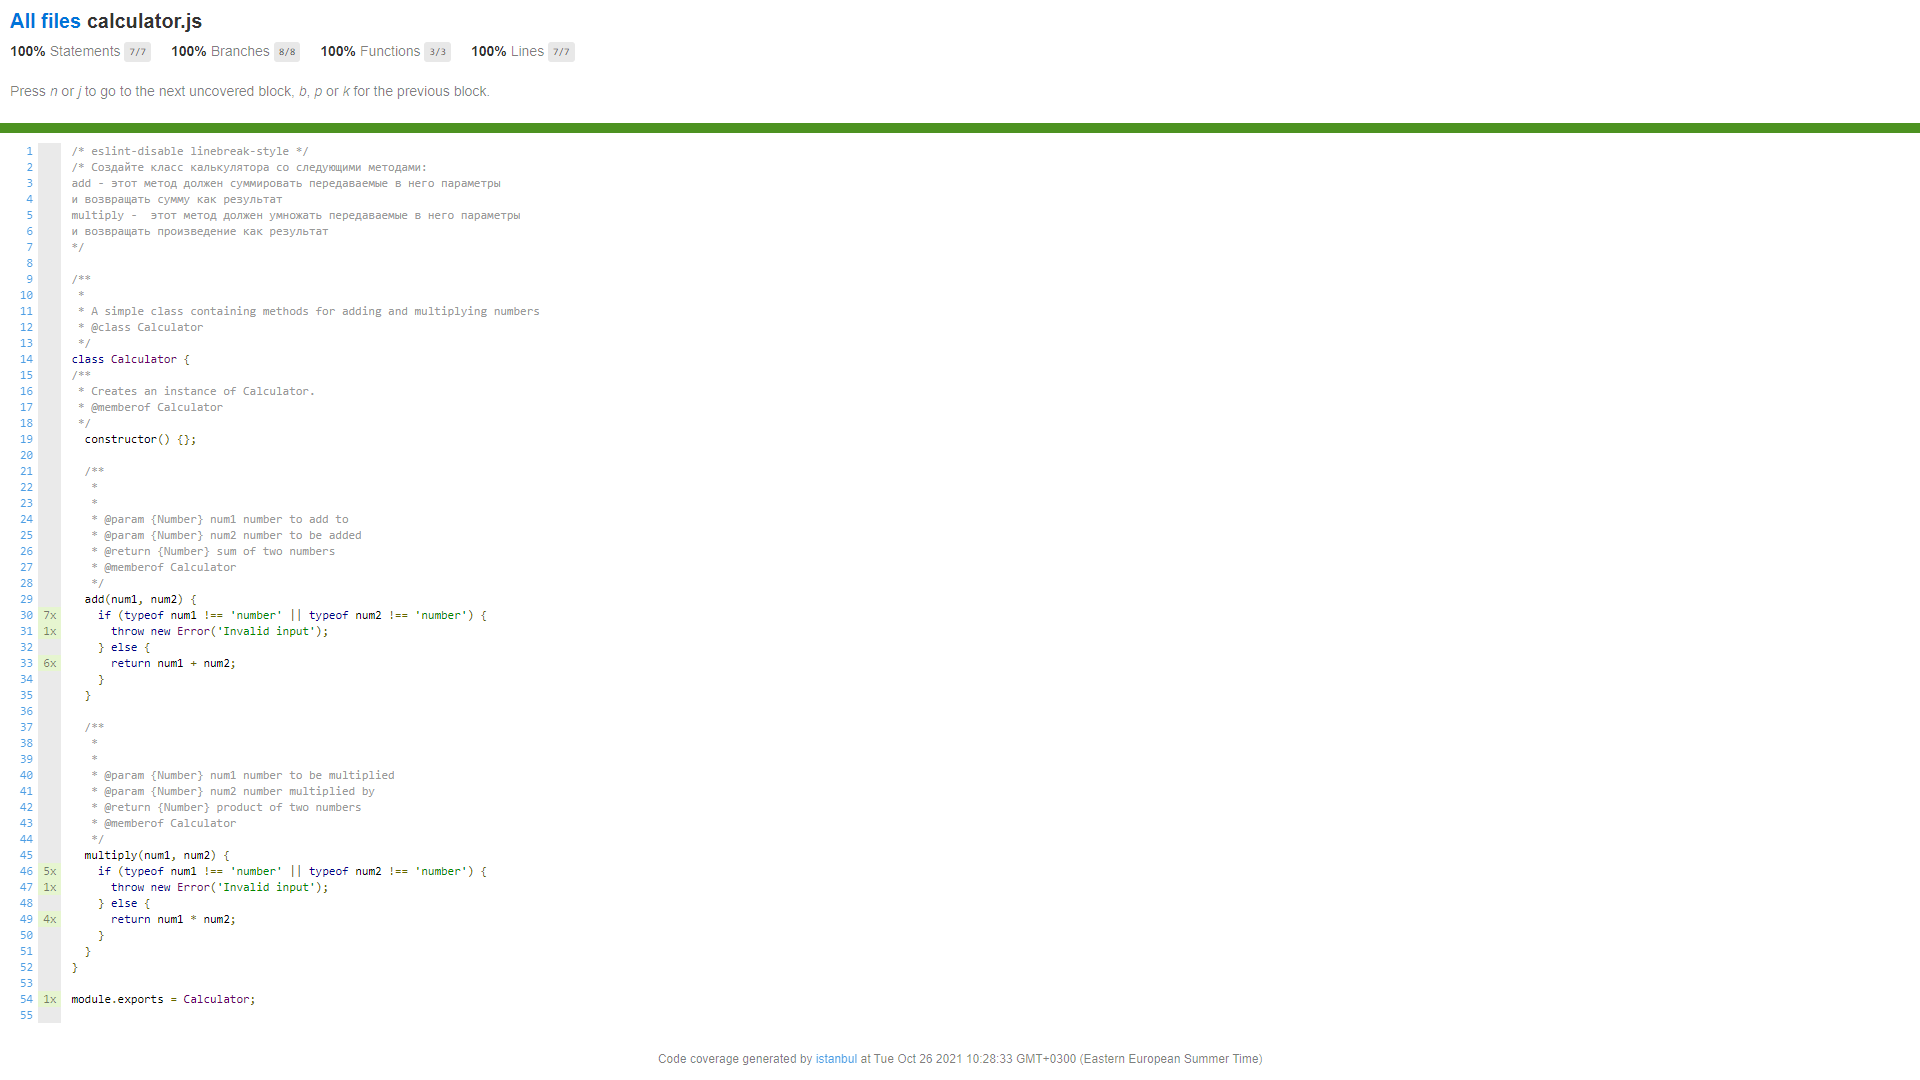 All files calculator.js
100% Statements 7/7 100% Branches 8/8 100% Functions 3/3 100% Lines 7/7
Press n or j to go to the next uncovered block, b, p or k for the previous block.
1 /* eslint-disable linebreak-style */
2 /* Создайте класс калькулятора со следующими методами:
3 add - этот метод должен суммировать передаваемые в него параметры
4 и возвращать сумму как результат
5 multiply -  этот метод должен умножать передаваемые в него параметры
6 и возвращать произведение как результат
7 */
8
9 /**
10  *
11  * A simple class containing methods for adding and multiplying numbers
12  * @class Calculator
13  */
14 class Calculator {
15 /**
16  * Creates an instance of Calculator.
17  * @memberof Calculator
18  */
19   constructor() {};
20
21   /**
22    *
23    *
24    * @param {Number} num1 number to add to
25    * @param {Number} num2 number to be added
26    * @return {Number} sum of two numbers
27    * @memberof Calculator
28    */
29   add(num1, num2) {
30 7x     if (typeof num1 !== 'number' || typeof num2 !== 'number') {
31 1x       throw new Error('Invalid input');
32     } else {
33 6x       return num1 + num2;
34     }
35   }
36
37   /**
38    *
39    *
40    * @param {Number} num1 number to be multiplied
41    * @param {Number} num2 number multiplied by
42    * @return {Number} product of two numbers
43    * @memberof Calculator
44    */
45   multiply(num1, num2) {
46 5x     if (typeof num1 !== 'number' || typeof num2 !== 'number') {
47 1x       throw new Error('Invalid input');
48     } else {
49 4x       return num1 * num2;
50     }
51   }
52 }
53
54 1x module.exports = Calculator;
55
Code coverage generated by istanbul at Tue Oct 26 2021 10:28:33 GMT+0300 (Eastern European Summer Time)